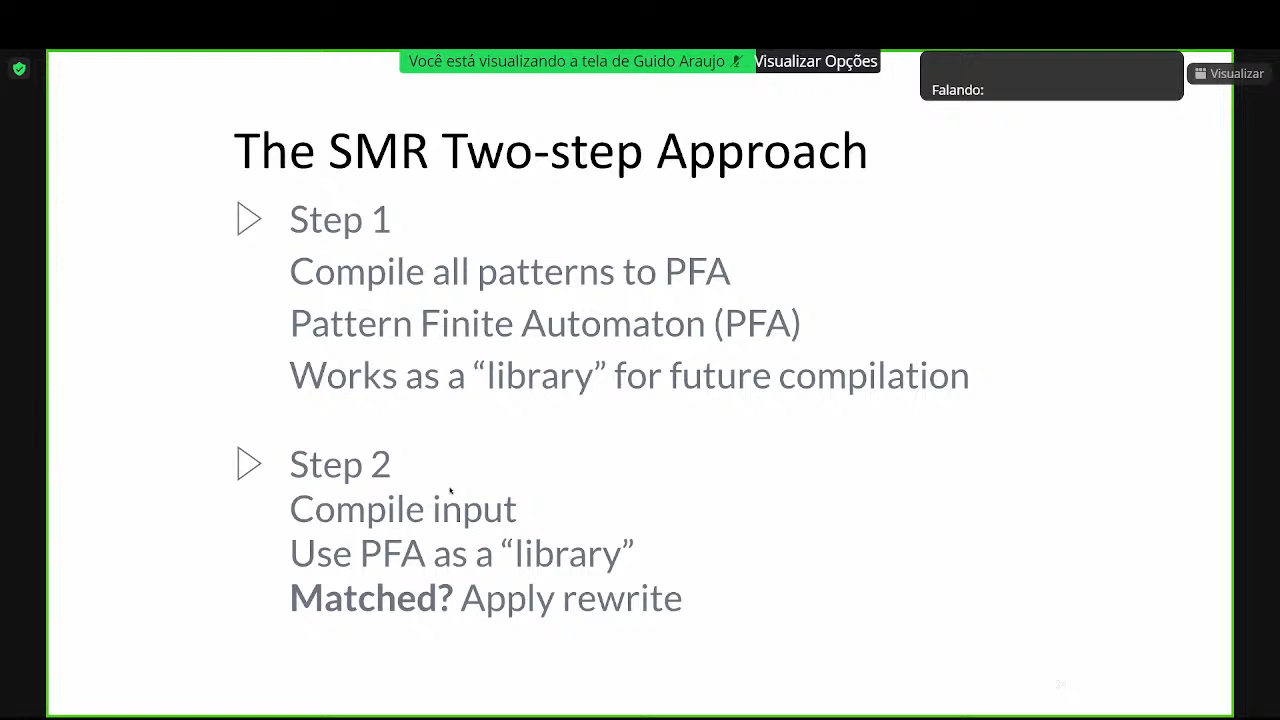 Você está visualizando a tela de Guido Araujo
Visualizar Opções
Falando:
Visualizar
The SMR Two-step Approach
Step 1
Compile all patterns to PFA
Pattern Finite Automaton (PFA)
Works as a “library” for future compilation
Step 2
Compile input
Use PFA as a “library”
Matched? Apply rewrite